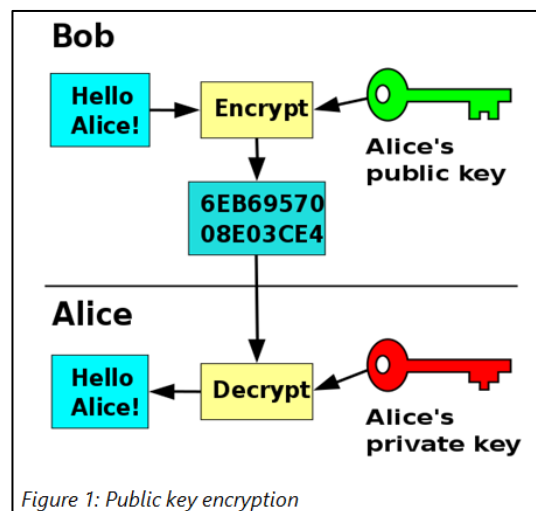 Bob
Hello
Alice!
Encrypt
Alice's
public key
6EB69570
08E03CE4
Alice
Hello
Alice!
Decrypt
Alice's
private key
Figure 1: Public key encryption